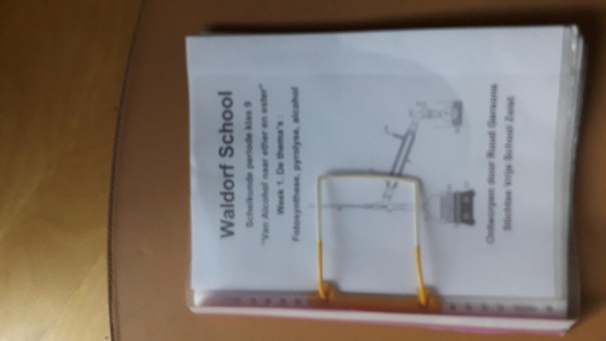 Waldorf School
Scheikunde periode klas 9
"Van Alcohol naar ether en ester"
Week 1. De thema's :
Fotosynthese, pyrolyse, alcohol
Ontworpen door Ruud Gersons
Stichting Vrije School Zeist